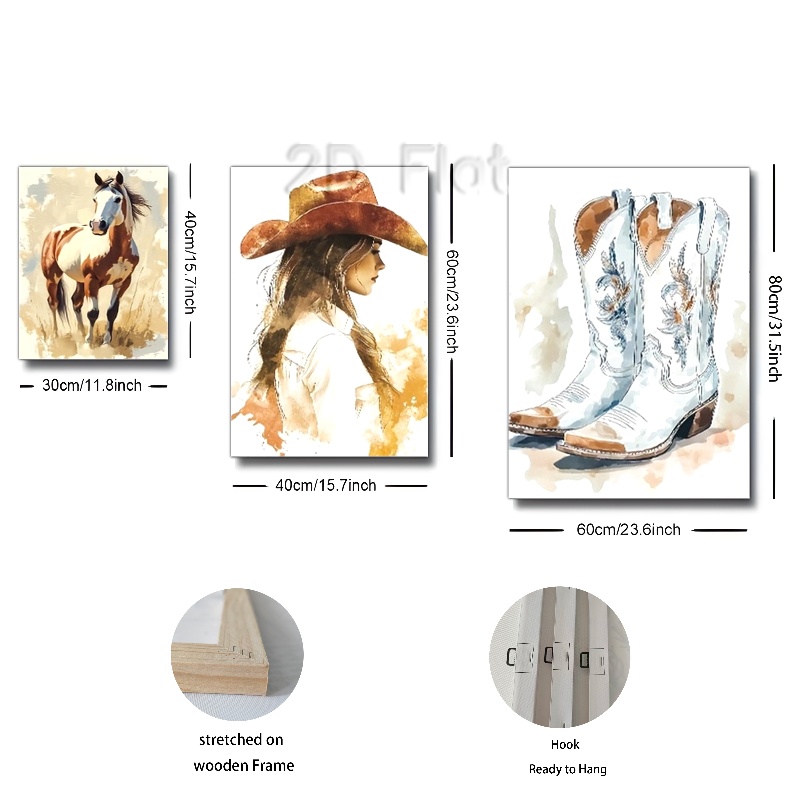 2D Flat
40cm/15.7inch
30cm/11.8inch
60cm/23.6inch
40cm/15.7inch
80cm/31.5inch
60cm/23.6inch
stretched on
wooden Frame
Hook
Ready to Hang